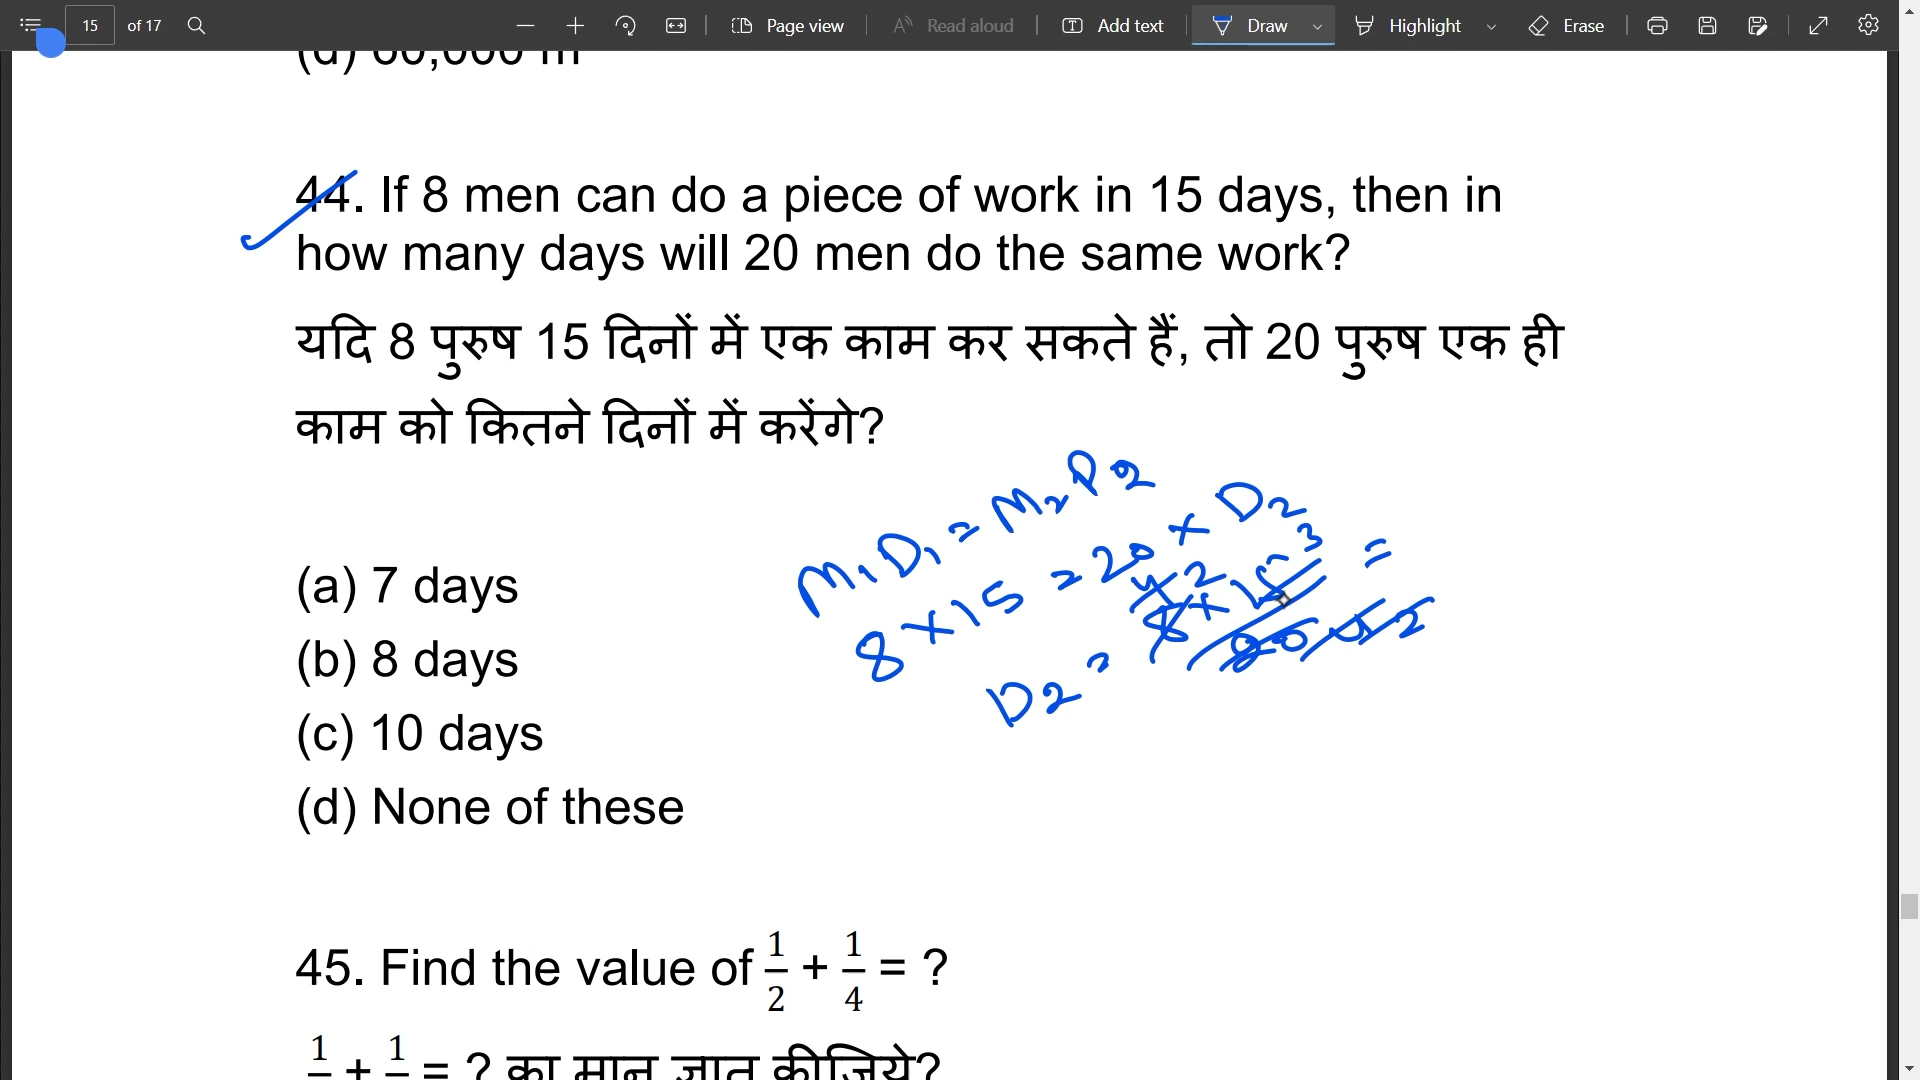 15 of 17 Page view Read aloud Add text Draw Highlight Erase
44. If 8 men can do a piece of work in 15 days, then in
how many days will 20 men do the same work?
यदि 8 पुरुष 15 दिनों में एक काम कर सकते हैं, तो 20 पुरुष एक ही
काम को कितने दिनों में करेंगे?
M₁D₁ = M₂D₂
8 × 15 = 20 × D₂
D₂ = 8 × 15 / 20 =
(a) 7 days
(b) 8 days
(c) 10 days
(d) None of these
45. Find the value of 1/2 + 1/4 = ?